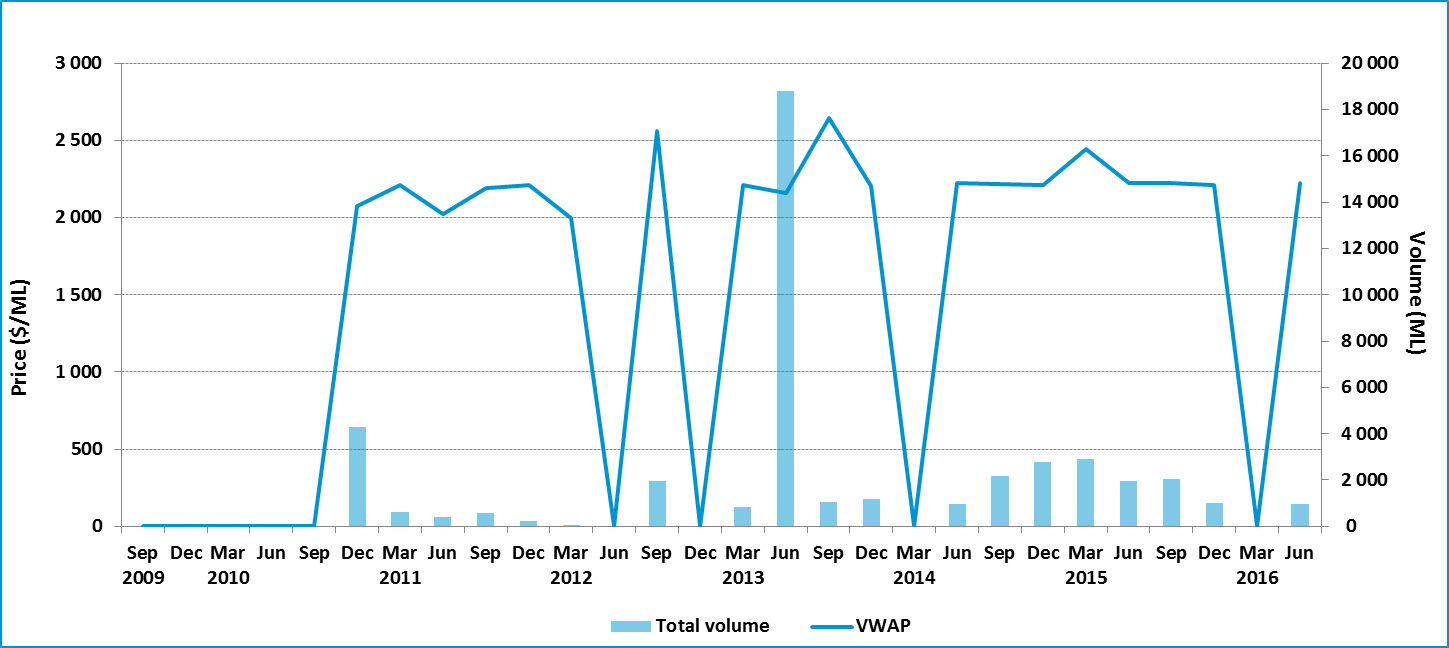 3 000 20 000
18 000
2 500
16 000
2 000 14 000
12 000
1 500 10 000
8 000
1 000
6 000
500 4 000
2 000
0 0
Price ($/ML)
Volume (ML)
Sep Dec Mar Jun Sep Dec Mar Jun Sep Dec Mar Jun Sep Dec Mar Jun Sep Dec Mar Jun Sep Dec Mar Jun Sep Dec Mar Jun
2009 2010 2011 2012 2013 2014 2015 2016
Total volume VWAP